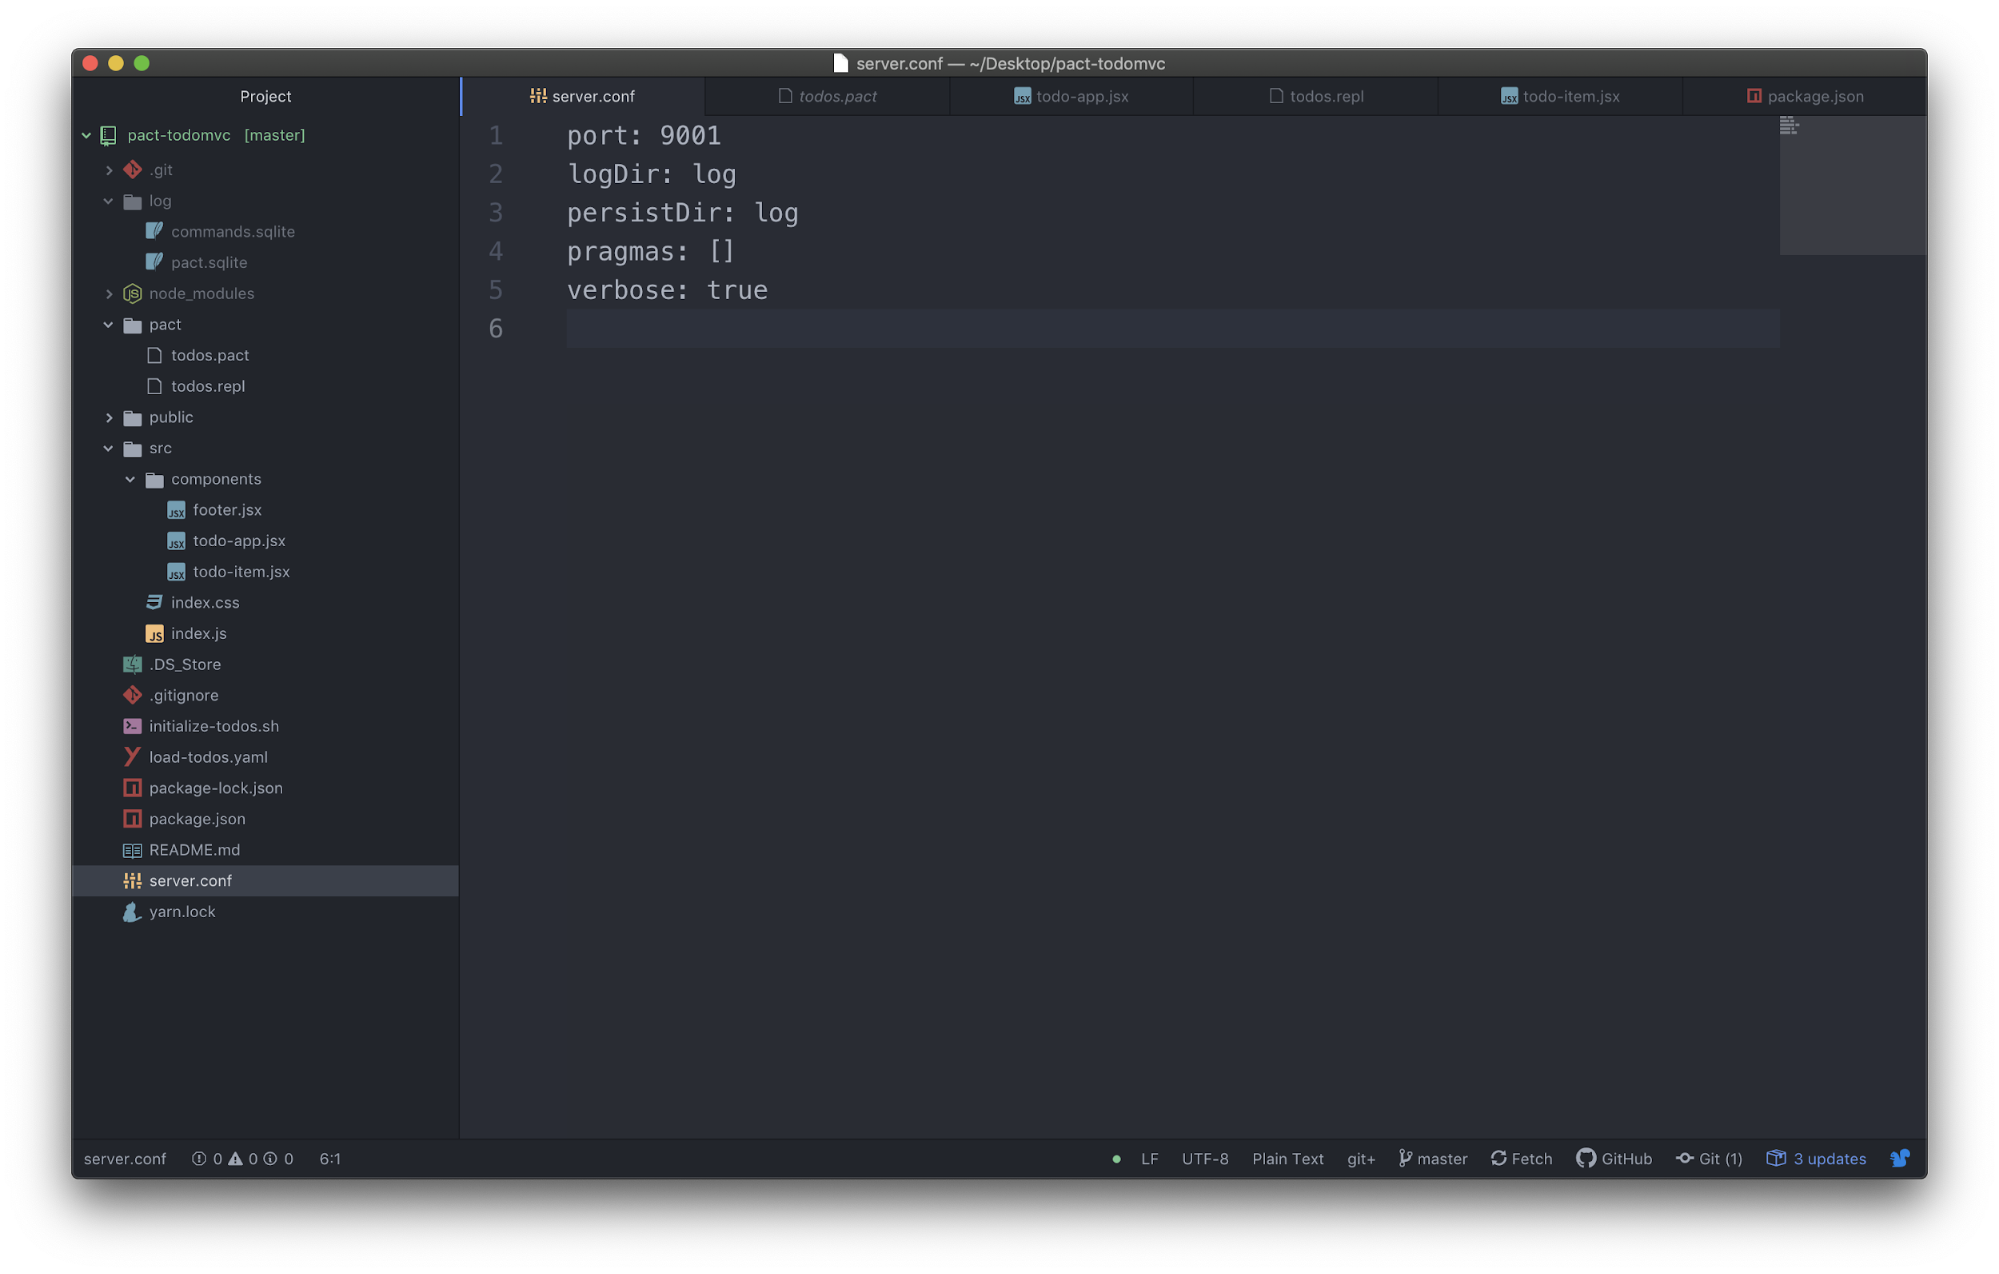 server.conf — ~/Desktop/pact-todomvc
Project
server.conf
todos.pact
todo-app.jsx
todos.repl
todo-item.jsx
package.json
pact-todomvc [master]
.git
log
commands.sqlite
pact.sqlite
node_modules
pact
todos.pact
todos.repl
public
src
components
footer.jsx
todo-app.jsx
todo-item.jsx
index.css
index.js
.DS_Store
.gitignore
initialize-todos.sh
load-todos.yaml
package-lock.json
package.json
README.md
server.conf
yarn.lock
1 port: 9001
2 logDir: log
3 persistDir: log
4 pragmas: []
5 verbose: true
6
server.conf 0 0 0 6:1 LF UTF-8 Plain Text git+ master Fetch GitHub Git (1) 3 updates